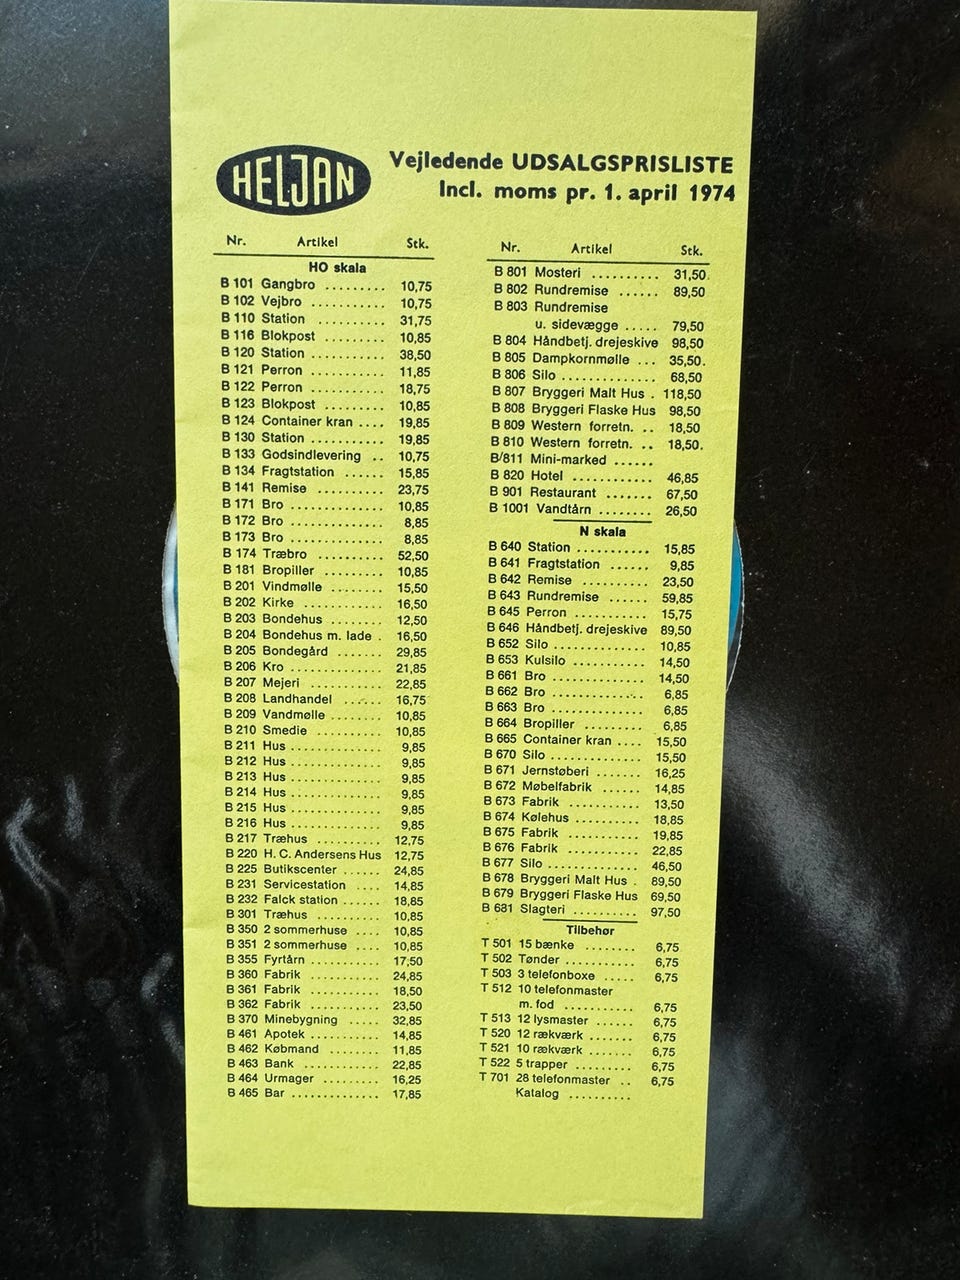 HELJAN
Vejledende UDSALGSPRISLISTE
Incl. moms pr. 1. april 1974
Nr. Artikel Stk.
HO skala
B 101 Gangbro ......... 10,75
B 102 Vejbro ......... 10,75
B 110 Station ......... 31,75
B 116 Blokpost ....... 10,85
B 120 Station .......... 38,50
B 121 Perron .......... 11,85
B 122 Perron .......... 18,75
B 123 Blokpost ........ 10,85
B 124 Container kran .... 19,85
B 130 Station .......... 19,85
B 133 Godsindlevering .. 10,75
B 134 Fragtstation ...... 15,85
B 141 Remise .......... 23,75
B 171 Bro .............. 10,85
B 172 Bro .............. 8,85
B 173 Bro .............. 8,85
B 174 Træbro .......... 52,50
B 181 Bropiller ........ 10,85
B 201 Vindmølle ........ 15,50
B 202 Kirke ............ 16,50
B 203 Bondehus ........ 12,50
B 204 Bondehus m. lade . 16,50
B 205 Bondegård ....... 29,85
B 206 Kro .............. 21,85
B 207 Mejeri ........... 22,85
B 208 Landhandel ...... 16,75
B 209 Vandmølle ........ 10,85
B 210 Smedie .......... 10,85
B 211 Hus .............. 9,85
B 212 Hus .............. 9,85
B 213 Hus .............. 9,85
B 214 Hus .............. 9,85
B 215 Hus .............. 9,85
B 216 Hus .............. 9,85
B 217 Træhus .......... 12,75
B 220 H. C. Andersens Hus 12,75
B 225 Butikscenter ...... 24,85
B 231 Servicestation .... 14,85
B 232 Falck station ...... 18,85
B 301 Træhus .......... 10,85
B 350 2 sommerhuse .... 10,85
B 351 2 sommerhuse .... 10,85
B 355 Fyrtårn .......... 17,50
B 360 Fabrik ........... 24,85
B 361 Fabrik ........... 18,50
B 362 Fabrik ........... 23,50
B 370 Minebygning ..... 32,85
B 461 Apotek ........... 14,85
B 462 Købmand ........ 11,85
B 463 Bank ............. 22,85
B 464 Urmager ......... 16,25
B 465 Bar .............. 17,85
Nr. Artikel Stk.
B 801 Mosteri .......... 31,50
B 802 Rundremise ...... 89,50
B 803 Rundremise
u. sidevægge ..... 79,50
B 804 Håndbetj. drejeskive 98,50
B 805 Dampkornmølle ... 35,50
B 806 Silo .............. 68,50
B 807 Bryggeri Malt Hus . 118,50
B 808 Bryggeri Flaske Hus 98,50
B 809 Western forretn. .. 18,50
B 810 Western forretn. .. 18,50
B/811 Mini-marked ......
B 820 Hotel ............ 46,85
B 901 Restaurant ....... 67,50
B 1001 Vandtårn ........ 26,50
N skala
B 640 Station ........... 15,85
B 641 Fragtstation ...... 9,85
B 642 Remise .......... 23,50
B 643 Rundremise ...... 59,85
B 645 Perron ........... 15,75
B 646 Håndbetj. drejeskive 89,50
B 652 Silo .............. 10,85
B 653 Kulsilo ........... 14,50
B 661 Bro .............. 14,50
B 662 Bro .............. 6,85
B 663 Bro .............. 6,85
B 664 Bropiller ......... 6,85
B 665 Container kran .... 15,50
B 670 Silo .............. 15,50
B 671 Jernstøberi ....... 16,25
B 672 Møbelfabrik ...... 14,85
B 673 Fabrik ........... 13,50
B 674 Kølehus .......... 18,85
B 675 Fabrik ........... 19,85
B 676 Fabrik ........... 22,85
B 677 Silo .............. 46,50
B 678 Bryggeri Malt Hus . 89,50
B 679 Bryggeri Flaske Hus 69,50
B 681 Slagteri .......... 97,50
Tilbehør
T 501 15 bænke ........ 6,75
T 502 Tønder ........... 6,75
T 503 3 telefonboxe ..... 6,75
T 512 10 telefonmaster
m. fod ........... 6,75
T 513 12 lysmaster ...... 6,75
T 520 12 rækværk ....... 6,75
T 521 10 rækværk ....... 6,75
T 522 5 trapper ......... 6,75
T 701 28 telefonmaster .. 6,75
Katalog ..........